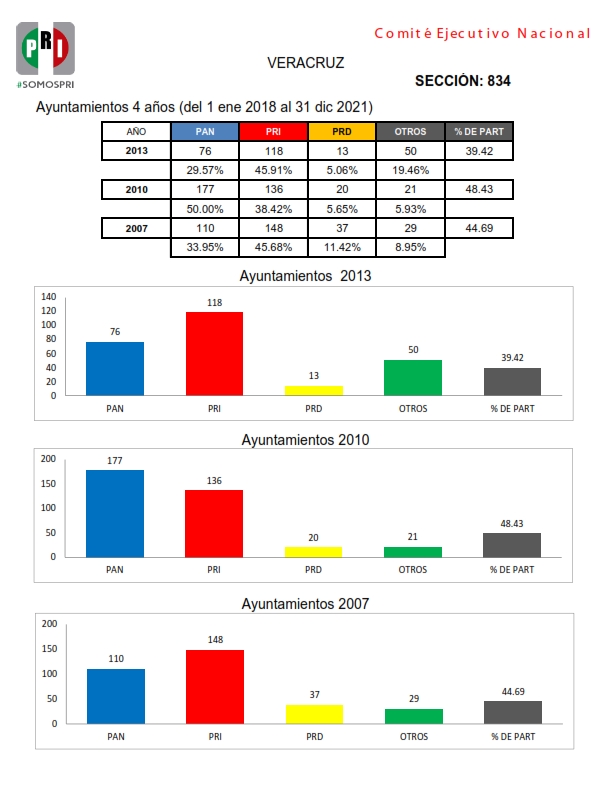 Comité Ejecutivo Nacional
PRI
#SOMOSPRI
VERACRUZ
SECCIÓN: 834
Ayuntamientos 4 años (del 1 ene 2018 al 31 dic 2021)
AÑO PAN PRI PRD OTROS % DE PART
2013 76 118 13 50 39.42
29.57% 45.91% 5.06% 19.46%
2010 177 136 20 21 48.43
50.00% 38.42% 5.65% 5.93%
2007 110 148 37 29 44.69
33.95% 45.68% 11.42% 8.95%
Ayuntamientos 2013
140
120
100
80
60
40
20
0
76 118 13 50 39.42
PAN PRI PRD OTROS % DE PART
Ayuntamientos 2010
200
150
100
50
0
177 136 20 21 48.43
PAN PRI PRD OTROS % DE PART
Ayuntamientos 2007
200
150
100
50
0
110 148 37 29 44.69
PAN PRI PRD OTROS % DE PART